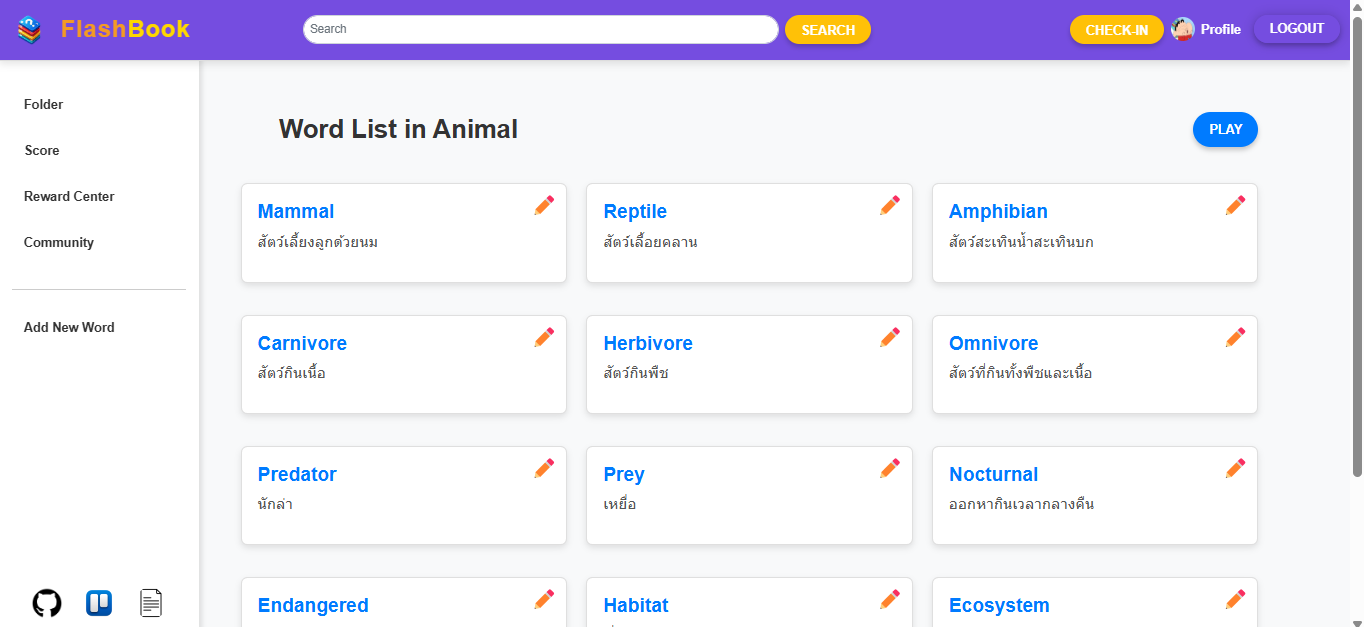 FlashBook
Search
SEARCH
CHECK-IN
Profile
LOGOUT
Folder
Score
Reward Center
Community
Add New Word
Word List in Animal
PLAY
Mammal
สัตว์เลี้ยงลูกด้วยนม
Reptile
สัตว์เลื้อยคลาน
Amphibian
สัตว์สะเทินน้ำสะเทินบก
Carnivore
สัตว์กินเนื้อ
Herbivore
สัตว์กินพืช
Omnivore
สัตว์ที่กินทั้งพืชและเนื้อ
Predator
นักล่า
Prey
เหยื่อ
Nocturnal
ออกหากินเวลากลางคืน
Endangered
Habitat
Ecosystem